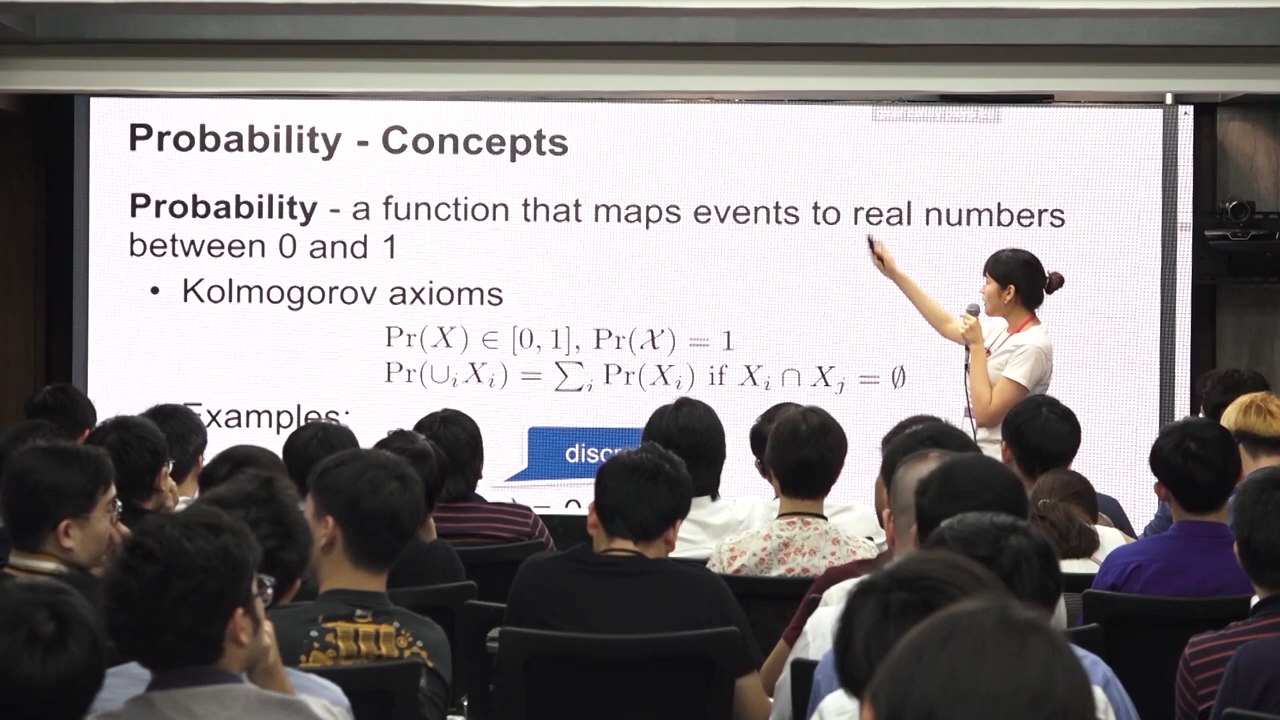 Probability - Concepts
Probability - a function that maps events to real numbers
between 0 and 1
• Kolmogorov axioms
Pr(X) ∈ [0, 1], Pr(𝒳) = 1
Pr(∪ᵢXᵢ) = ∑ᵢ Pr(Xᵢ) if Xᵢ ∩ Xⱼ = ∅
Examples: